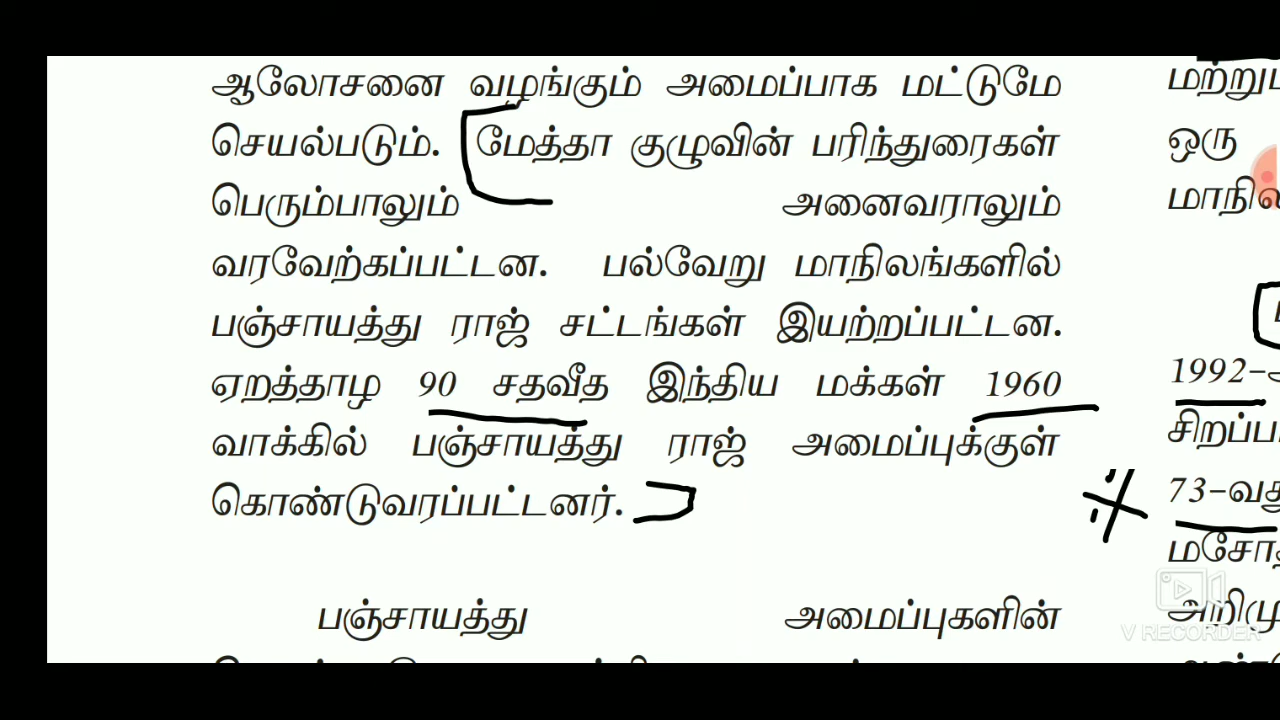 ஆலோசனை வழங்கும் அமைப்பாக மட்டுமே
செயல்படும். மேத்தா குழுவின் பரிந்துரைகள்
பெரும்பாலும் அனைவராலும்
வரவேற்கப்பட்டன. பல்வேறு மாநிலங்களில்
பஞ்சாயத்து ராஜ் சட்டங்கள் இயற்றப்பட்டன.
ஏறத்தாழ 90 சதவீத இந்திய மக்கள் 1960
வாக்கில் பஞ்சாயத்து ராஜ் அமைப்புக்குள்
கொண்டுவரப்பட்டனர்.
பஞ்சாயத்து அமைப்புகளின்
ஒரு
1992-
73-
V RECORDER